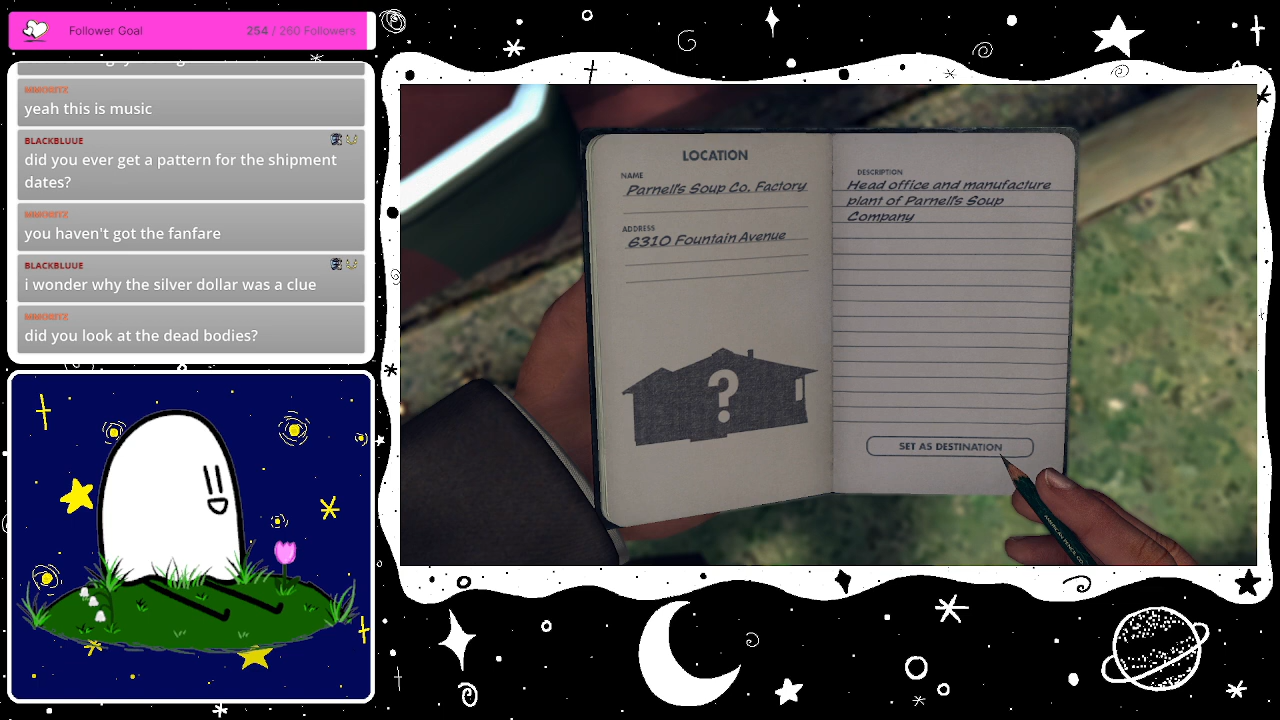 Follower Goal
254 / 260 Followers
yeah this is music
BLACKBLUUE
did you ever get a pattern for the shipment
dates?
you haven't got the fanfare
BLACKBLUUE
i wonder why the silver dollar was a clue
did you look at the dead bodies?
LOCATION
NAME
Parnell's Soup Co. Factory
ADDRESS
6310 Fountain Avenue
?
DESCRIPTION
Head office and manufacture
plant of Parnell's Soup
Company
SET AS DESTINATION
AMERICAN PENCIL CO.